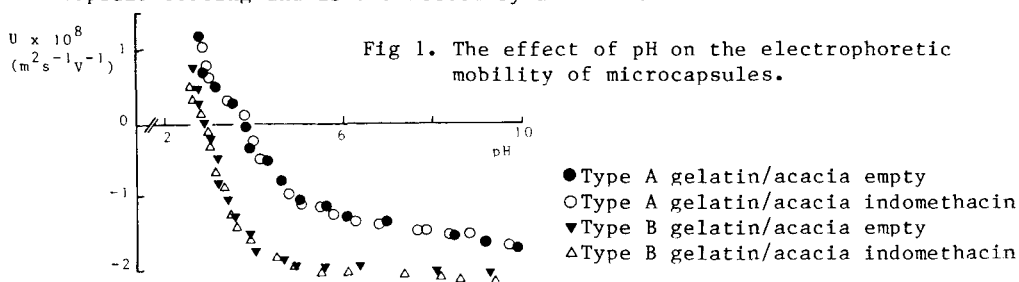 U x 10⁸
(m²s⁻¹v⁻¹)
Fig 1. The effect of pH on the electrophoretic
mobility of microcapsules.
1
0
2
6
10
pH
-1
-2
●Type A gelatin/acacia empty
○Type A gelatin/acacia indomethacin
▼Type B gelatin/acacia empty
△Type B gelatin/acacia indomethacin